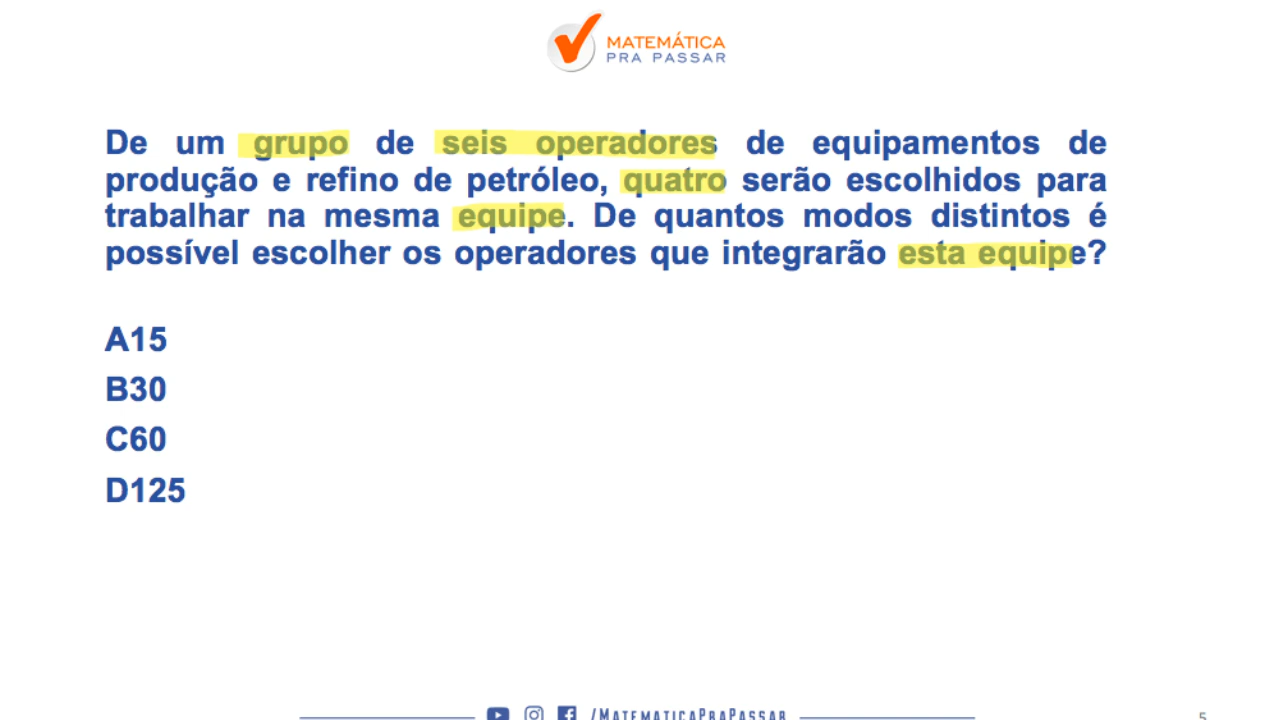 MATEMÁTICA
PRA PASSAR
De um grupo de seis operadores de equipamentos de
produção e refino de petróleo, quatro serão escolhidos para
trabalhar na mesma equipe. De quantos modos distintos é
possível escolher os operadores que integrarão esta equipe?
A15
B30
C60
D125
/MATEMATICAPRAPASSAR
5